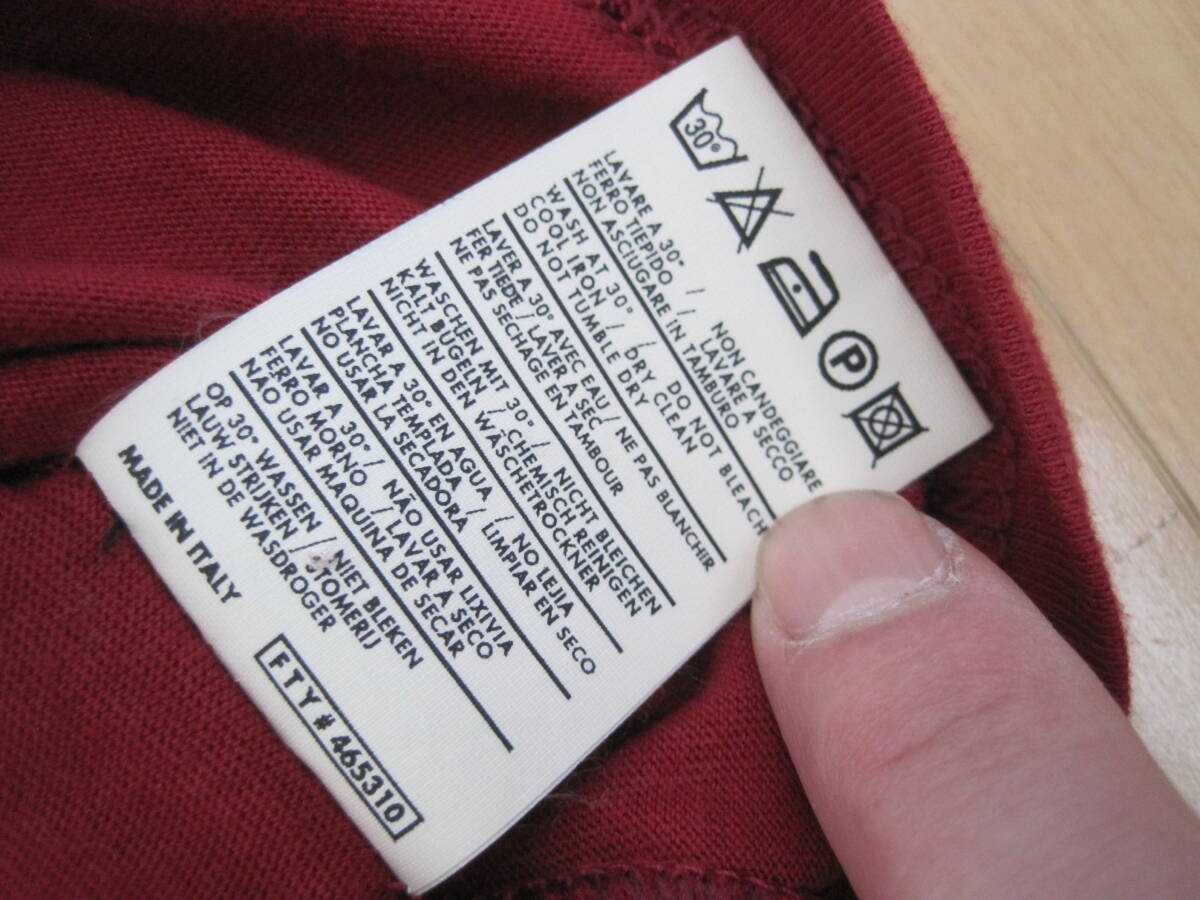 30°
P
LAVARE A 30° / NON CANDEGGIARE
FERRO TIEPIDO / LAVARE A SECCO
NON ASCIUGARE IN TAMBURO
WASH AT 30° / DO NOT BLEACH
COOL IRON / DRY CLEAN
DO NOT TUMBLE DRY
LAVER A 30° AVEC EAU / NE PAS BLANCHIR
FER TIEDE / LAVER A SEC
NE PAS SECHAGE EN TAMBOUR
WASCHEN MIT 30° / NICHT BLEICHEN
KALT BUGELN / CHEMISCH REINIGEN
NICHT IN DEN WASCHETROCKNER
LAVAR A 30° EN AGUA / NO LEJIA
PLANCHA TEMPLADA / LIMPIAR EN SECO
NO USAR LA SECADORA
LAVAR A 30° / NÃO USAR LIXIVIA
FERRO MORNO / LAVAR A SECO
NAO USAR MAQUINA DE SECAR
OP 30° WASSEN / NIET BLEKEN
LAUW STRIJKEN / STOMERIJ
NIET IN DE WASDROGER
MADE IN ITALY
FTY # 465310